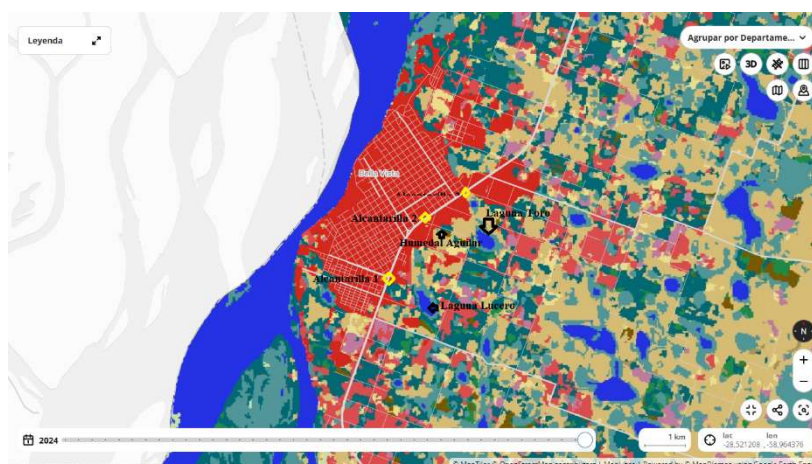 Leyenda
Agrupar por Departame...
3D
Bella Vista
Alcantarilla 2
Laguna Toro
Humedal Aguilar
Alcantarilla 1
Laguna Lucero
N
+
−
2024
1 km
lat
-28,521208
lon
-58,964376